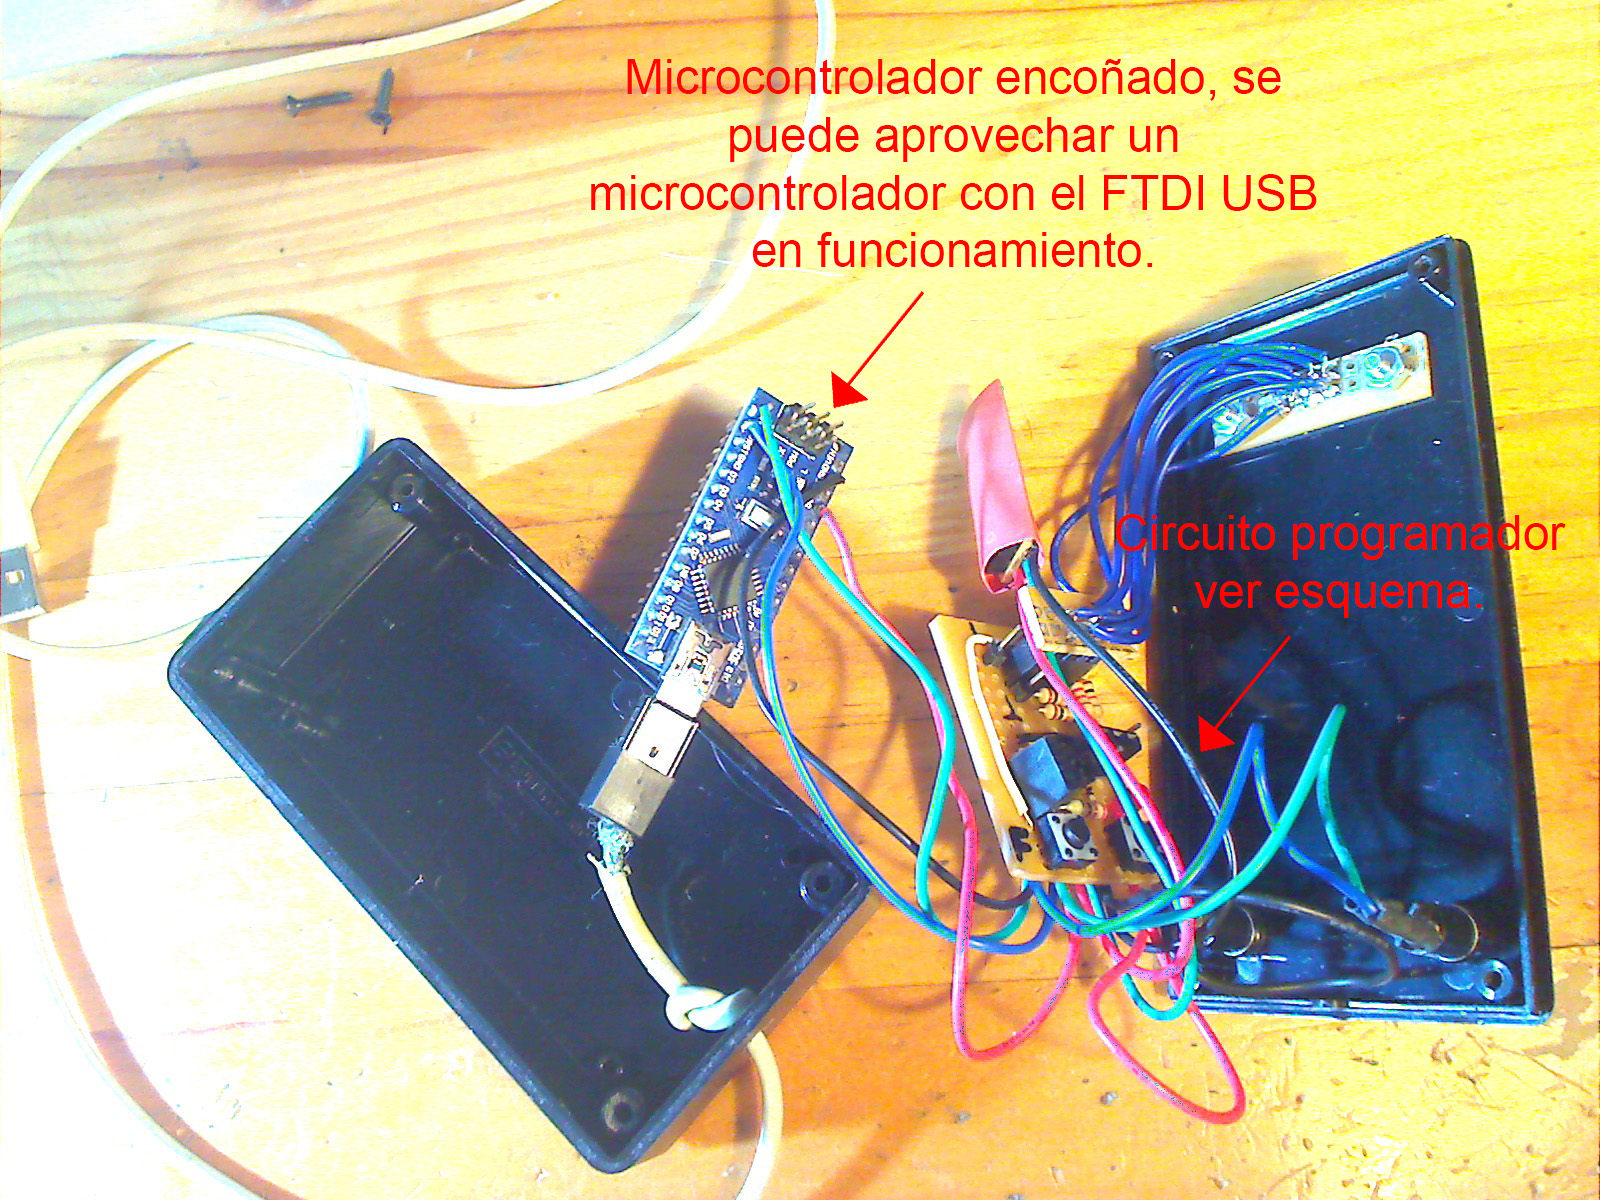 Microcontrolador encoñado, se
puede aprovechar un
microcontrolador con el FTDI USB
en funcionamiento.
Circuito programador
ver esquema.